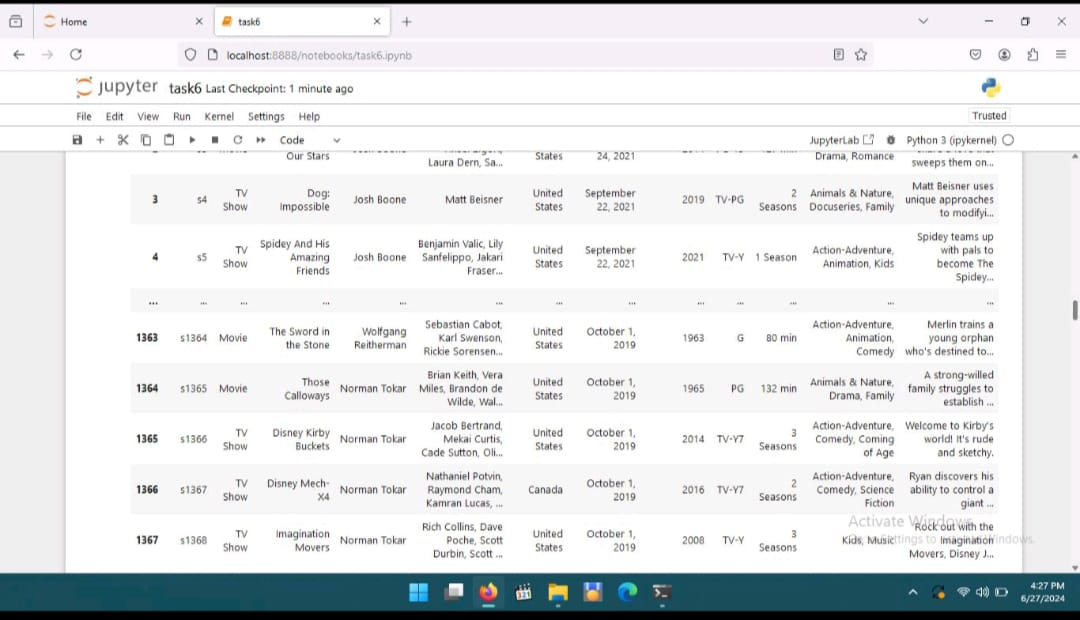 Home
task6
localhost:8888/notebooks/task6.ipynb
jupyter task6 Last Checkpoint: 1 minute ago
File Edit View Run Kernel Settings Help Trusted
Code JupyterLab Python 3 (ipykernel)
Our Stars Laura Dern, Sa... States 24, 2021 Drama, Romance sweeps them on...
Matt Beisner uses
TV Dog: United September 2 Animals & Nature,
3 s4 Josh Boone Matt Beisner 2019 TV-PG unique approaches
Show Impossible States 22, 2021 Seasons Docuseries, Family
to modifyi...
Spidey teams up
Spidey And His Benjamin Valic, Lily
with pals to
TV United September Action-Adventure,
4 s5 Amazing Josh Boone Sanfelippo, Jakari 2021 TV-Y 1 Season
Show States 22, 2021 Animation, Kids
become The
Friends Fraser...
Spidey...
... ... ... ... ... ... ... ... ... ... ... ... ...
Sebastian Cabot, Action-Adventure, Merlin trains a
The Sword in Wolfgang United October 1,
1363 s1364 Movie Karl Swenson, 1963 G 80 min Animation, young orphan
the Stone Reitherman States 2019
Rickie Sorensen... Comedy who's destined to...
Brian Keith, Vera A strong-willed
Those United October 1, Animals & Nature,
1364 s1365 Movie Norman Tokar Miles, Brandon de 1965 PG 132 min family struggles to
Calloways States 2019 Drama, Family
Wilde, Wal... establish ...
Jacob Bertrand, Action-Adventure, Welcome to Kirby's
TV Disney Kirby United October 1, 3
1365 s1366 Norman Tokar Mekai Curtis, 2014 TV-Y7 Comedy, Coming world! It's rude
Show Buckets States 2019 Seasons
Cade Sutton, Oli... of Age and sketchy.
Nathaniel Potvin, Action-Adventure, Ryan discovers his
TV Disney Mech- October 1, 2
1366 s1367 Norman Tokar Raymond Cham, Canada 2016 TV-Y7 Comedy, Science ability to control a
Show X4 2019 Seasons
Kamran Lucas, ... Fiction giant ...
Activate Windows
Rich Collins, Dave Rock out with the
TV Imagination United October 1, 3
1367 s1368 Norman Tokar Poche, Scott 2008 TV-Y Kids, Music Imagination
Show Movers States 2019 Seasons
Durbin, Scott ... Movers, Disney J...
4:27 PM
6/27/2024